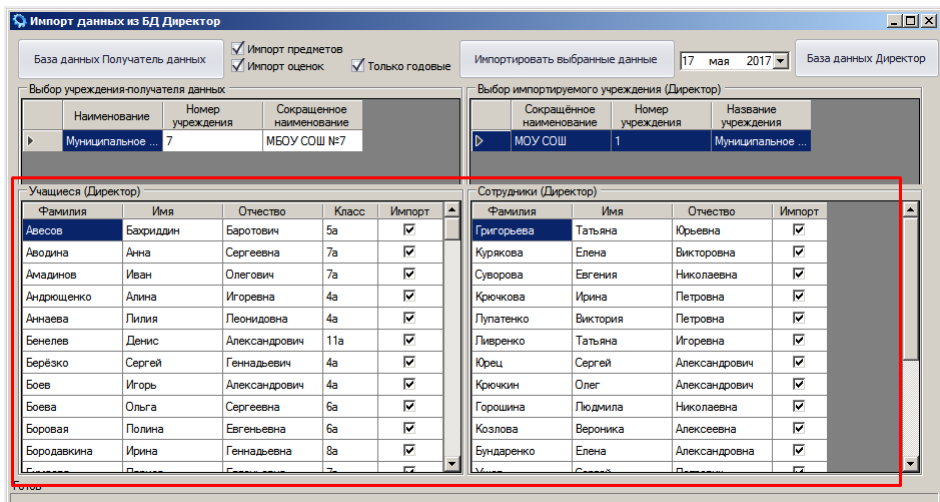 Импорт данных из БД Директор
База данных Получатель данных
Импорт предметов
Импорт оценок
Только годовые
Импортировать выбранные данные
17 мая 2017
База данных Директор
Выбор учреждения-получателя данных
Наименование Номер учреждения Сокращенное наименование
Муниципальное ... 7 МБОУ СОШ №7
Выбор импортируемого учреждения (Директор)
Сокращённое наименование Номер учреждения Название учреждения
МОУ СОШ 1 Муниципальное ...
Учащиеся (Директор)
Фамилия Имя Отчество Класс Импорт
Авесов Бахриддин Баротович 5а
Аводина Анна Сергеевна 7а
Амадинов Иван Олегович 7а
Андрющенко Алина Игоревна 4а
Аннаева Лилия Леонидовна 4а
Бенелев Денис Александрович 11а
Берёзко Сергей Геннадьевич 4а
Боев Игорь Александрович 4а
Боева Ольга Сергеевна 6а
Боровая Полина Евгеньевна 6а
Бородавкина Ирина Геннадьевна 8а
Сотрудники (Директор)
Фамилия Имя Отчество Импорт
Григорьева Татьяна Юрьевна
Курякова Елена Викторовна
Суворова Евгения Николаевна
Крючкова Ирина Петровна
Лупатенко Виктория Петровна
Ливренко Татьяна Игоревна
Юрец Сергей Александрович
Крючкин Олег Александрович
Горошина Людмила Николаевна
Козлова Вероника Алексеевна
Бундаренко Елена Александровна
Готов